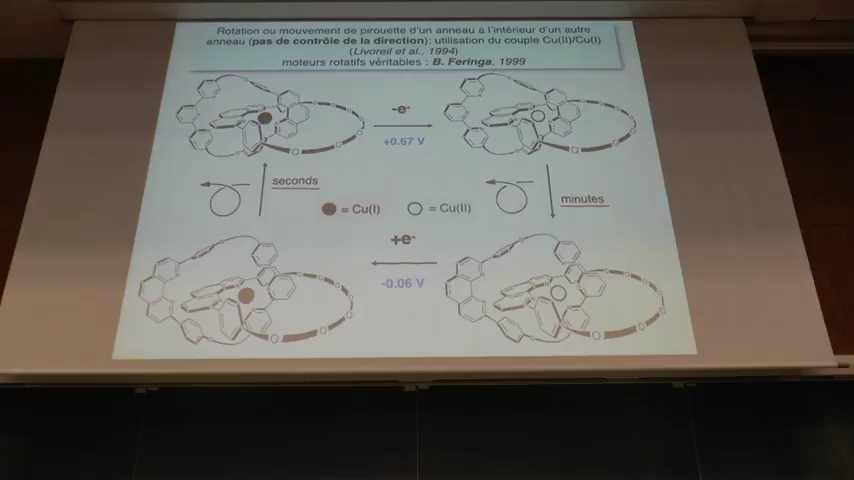 Rotation ou mouvement de pirouette d'un anneau à l'intérieur d'un autre
anneau (pas de contrôle de la direction): utilisation du couple Cu(II)/Cu(I)
(Livoreil et al., 1994)
moteurs rotatifs véritables : B. Feringa, 1999
-e-
+0.67 V
seconds
= Cu(I)
= Cu(II)
minutes
+e-
-0.06 V